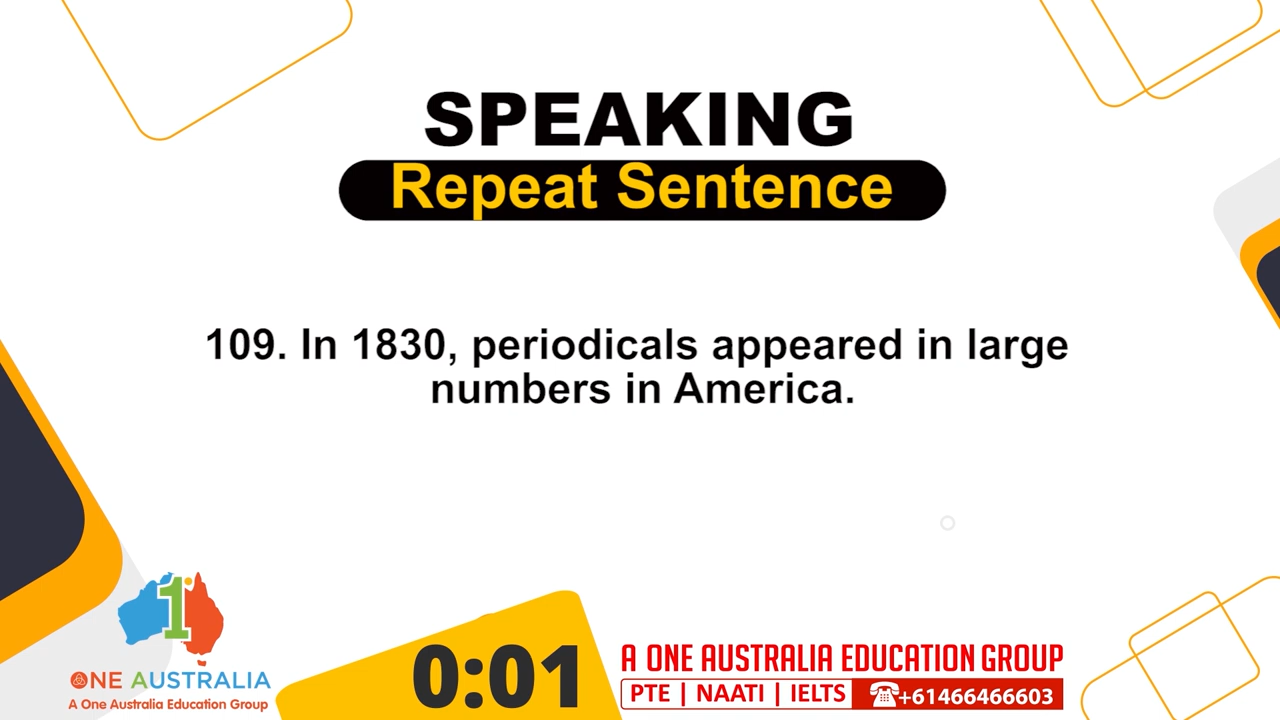 SPEAKING
Repeat Sentence
109. In 1830, periodicals appeared in large
numbers in America.
1
ONE AUSTRALIA
A One Australia Education Group
0:01
A ONE AUSTRALIA EDUCATION GROUP
PTE | NAATI | IELTS ☎+61466466603